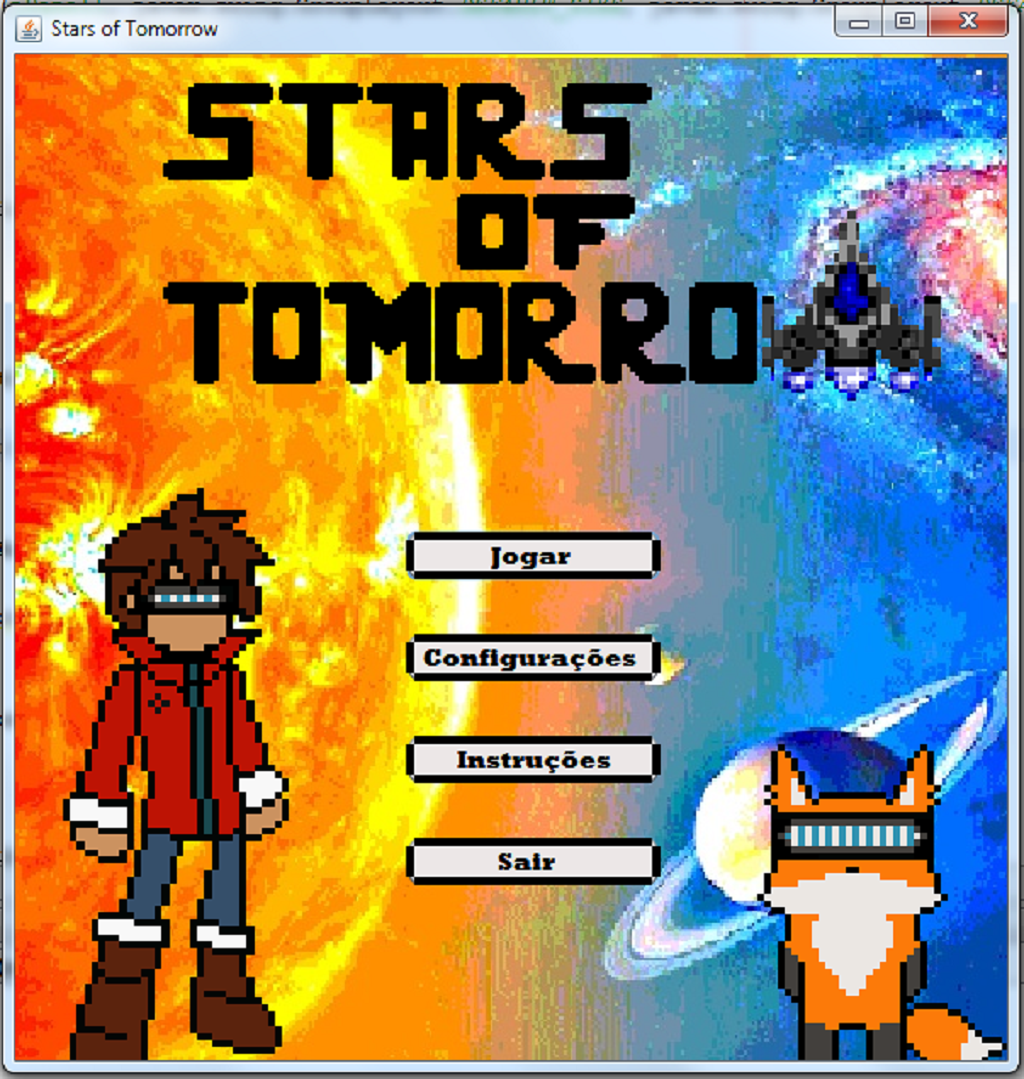 Stars of Tomorrow
STARS
OF
TOMORRO
Jogar
Configurações
Instruções
Sair